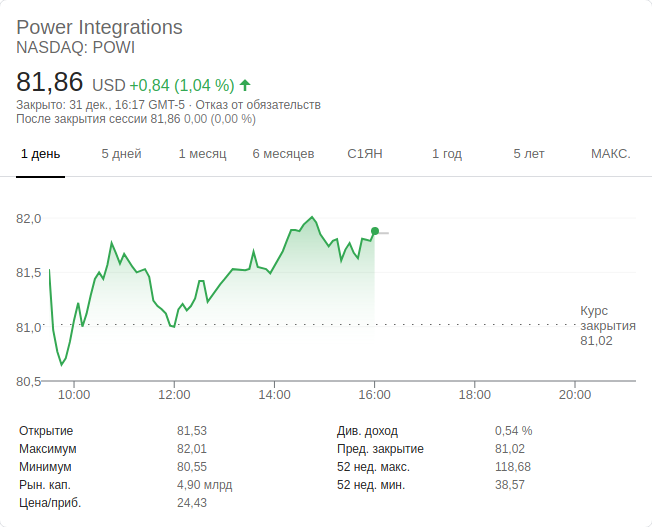 Power Integrations
NASDAQ: POWI
81,86 USD +0,84 (1,04 %)
Закрыто: 31 дек., 16:17 GMT-5 · Отказ от обязательств
После закрытия сессии 81,86 0,00 (0,00 %)
1 день 5 дней 1 месяц 6 месяцев С1ЯН 1 год 5 лет МАКС.
82,0
81,5
81,0
80,5
Курс
закрытия
81,02
10:00 12:00 14:00 16:00 18:00 20:00
Открытие 81,53
Максимум 82,01
Минимум 80,55
Рын. кап. 4,90 млрд
Цена/приб. 24,43
Див. доход 0,54 %
Пред. закрытие 81,02
52 нед. макс. 118,68
52 нед. мин. 38,57